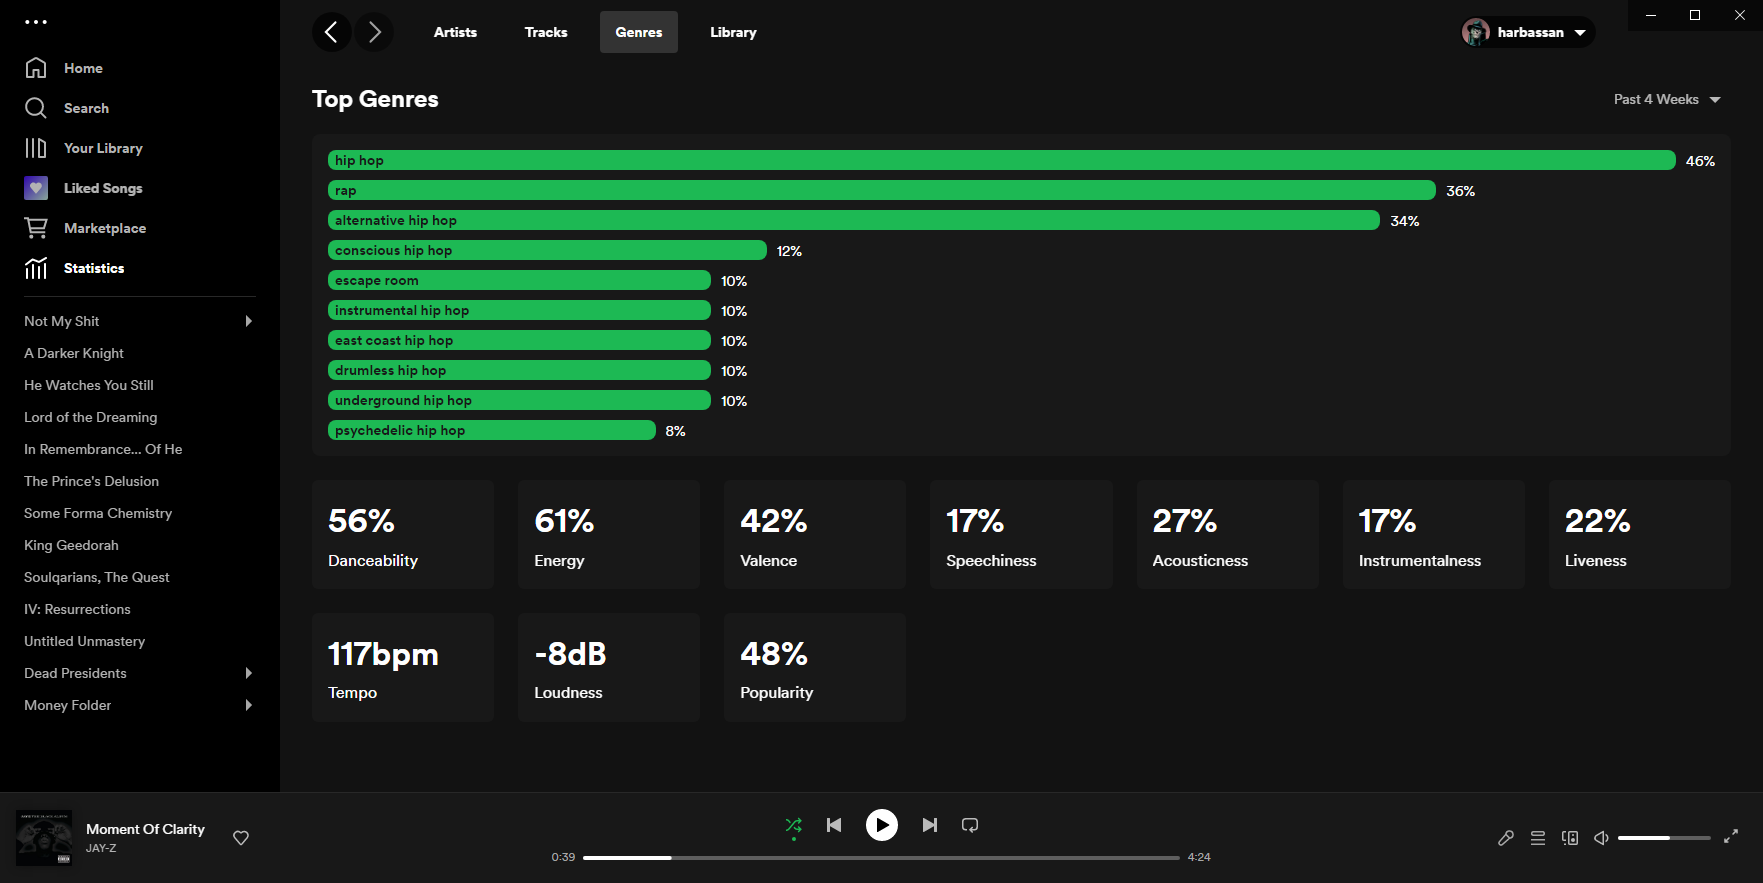 Artists Tracks Genres Library
harbassan
Home
Search
Your Library
Liked Songs
Marketplace
Statistics
Not My Shit
A Darker Knight
He Watches You Still
Lord of the Dreaming
In Remembrance... Of He
The Prince's Delusion
Some Forma Chemistry
King Geedorah
Soulqarians, The Quest
IV: Resurrections
Untitled Unmastery
Dead Presidents
Money Folder
Top Genres
Past 4 Weeks
hip hop 46%
rap 36%
alternative hip hop 34%
conscious hip hop 12%
escape room 10%
instrumental hip hop 10%
east coast hip hop 10%
drumless hip hop 10%
underground hip hop 10%
psychedelic hip hop 8%
56%
Danceability
61%
Energy
42%
Valence
17%
Speechiness
27%
Acousticness
17%
Instrumentalness
22%
Liveness
117bpm
Tempo
-8dB
Loudness
48%
Popularity
Moment Of Clarity
JAY-Z
0:39
4:24